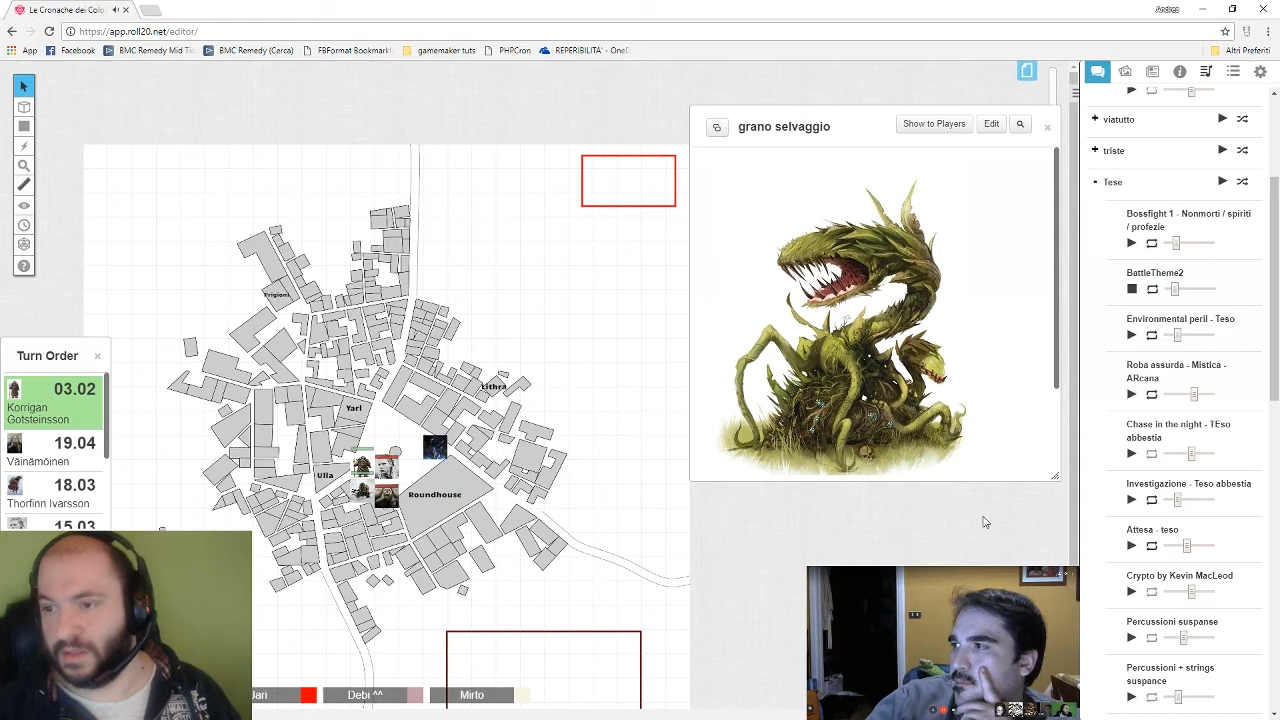 Le Cronache dei Colo
Andrea
https://app.roll20.net/editor/
App
Facebook
BMC Remedy Mid Tie
BMC Remedy (Cerca)
FBFormat Bookmarkl
gamemaker tuts
PHPCron
REPERIBILITA' - OneD
Altri Preferiti
grano selvaggio
Show to Players
Edit
Prigioni
Lithra
Yarl
Ulla
Roundhouse
Turn Order
03.02
Korrigan
Gotsteinsson
19.04
Väinämöinen
18.03
Thorfinn Ivarsson
15.03
Jari
Debi ^^
Mirto
+ viatutto
+ triste
- Tese
Bossfight 1 - Nonmorti / spiriti
/ profezie
BattleTheme2
Environmental peril - Teso
Roba assurda - Mistica -
ARcana
Chase in the night - TEso
abbestia
Investigazione - Teso abbestia
Attesa - teso
Crypto by Kevin MacLeod
Percussioni suspanse
Percussioni + strings
suspance